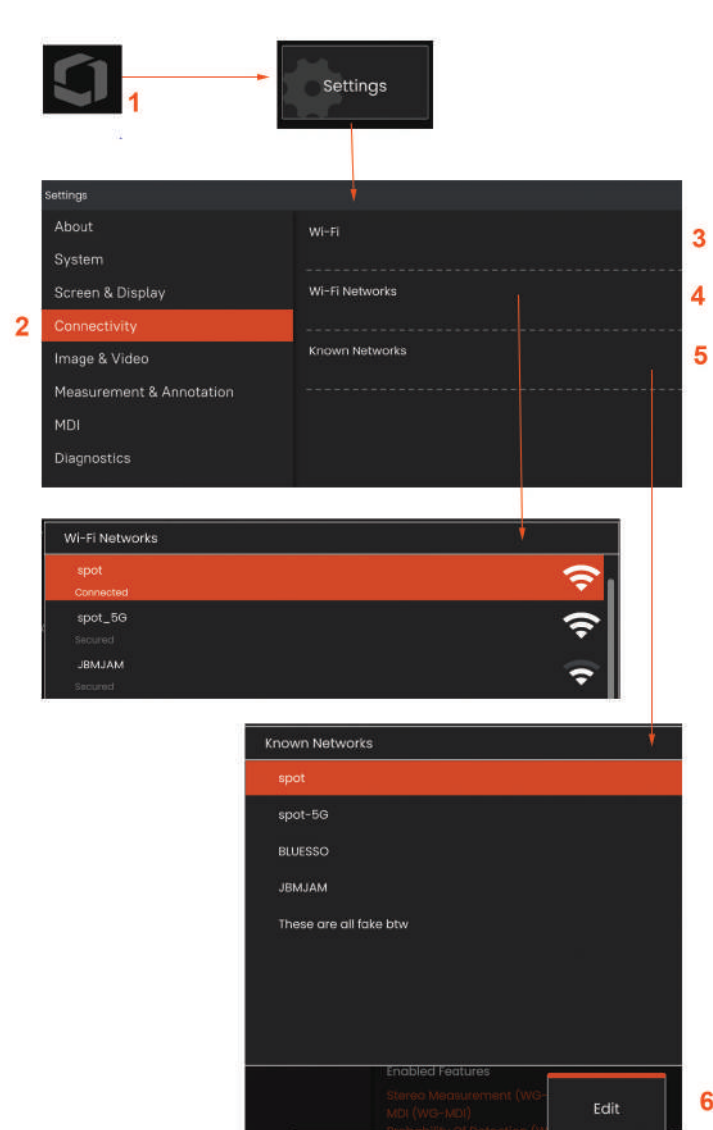 1
Settings
Settings
About
Wi-Fi
3
System
Screen & Display
Wi-Fi Networks
4
2
Connectivity
Image & Video
Known Networks
5
Measurement & Annotation
MDI
Diagnostics
Wi-Fi Networks
spot
Connected
spot_5G
Secured
JBMJAM
Secured
Known Networks
spot
spot-5G
BLUESSO
JBMJAM
These are all fake btw
Enabled Features
Stereo Measurement (WG-
MDI (WG-MDI)
Edit
6